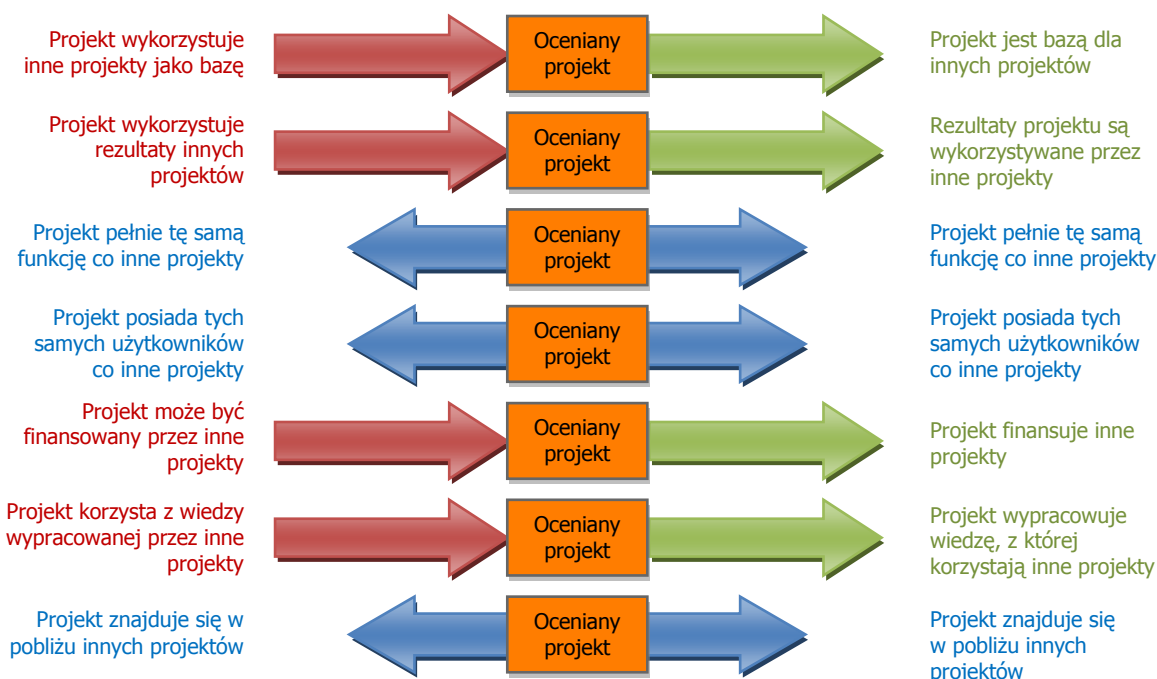 Projekt wykorzystuje
inne projekty jako bazę
Oceniany
projekt
Projekt jest bazą dla
innych projektów
Projekt wykorzystuje
rezultaty innych
projektów
Oceniany
projekt
Rezultaty projektu są
wykorzystywane przez
inne projekty
Projekt pełnie tę samą
funkcję co inne projekty
Oceniany
projekt
Projekt pełnie tę samą
funkcję co inne projekty
Projekt posiada tych
samych użytkowników
co inne projekty
Oceniany
projekt
Projekt posiada tych
samych użytkowników
co inne projekty
Projekt może być
finansowany przez inne
projekty
Oceniany
projekt
Projekt finansuje inne
projekty
Projekt korzysta z wiedzy
wypracowanej przez inne
projekty
Oceniany
projekt
Projekt wypracowuje
wiedzę, z której
korzystają inne projekty
Projekt znajduje się w
pobliżu innych projektów
Oceniany
projekt
Projekt znajduje się
w pobliżu innych
projektów